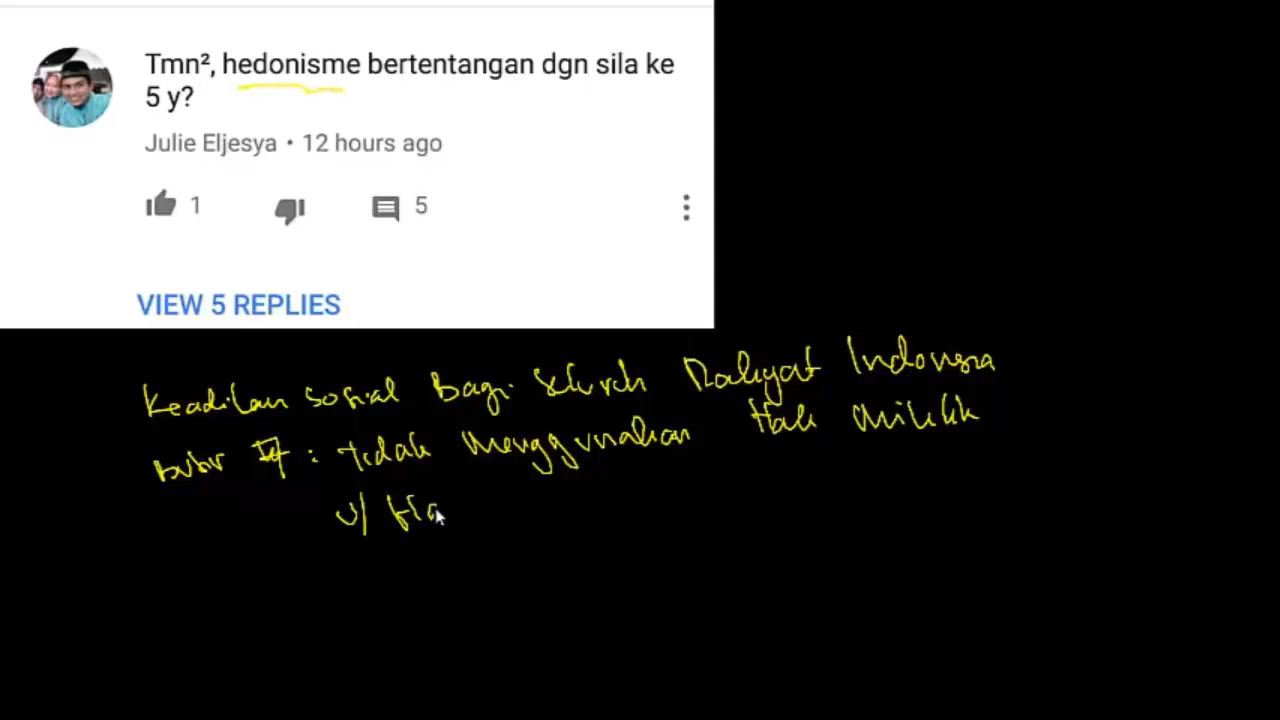 Tmn², hedonisme bertentangan dgn sila ke
5 y?
Julie Eljesya • 12 hours ago
1
5
VIEW 5 REPLIES
Keadilan sosial Bagi Seluruh Rakyat Indonesia
butir : tidak menggunakan Hak milik
u/